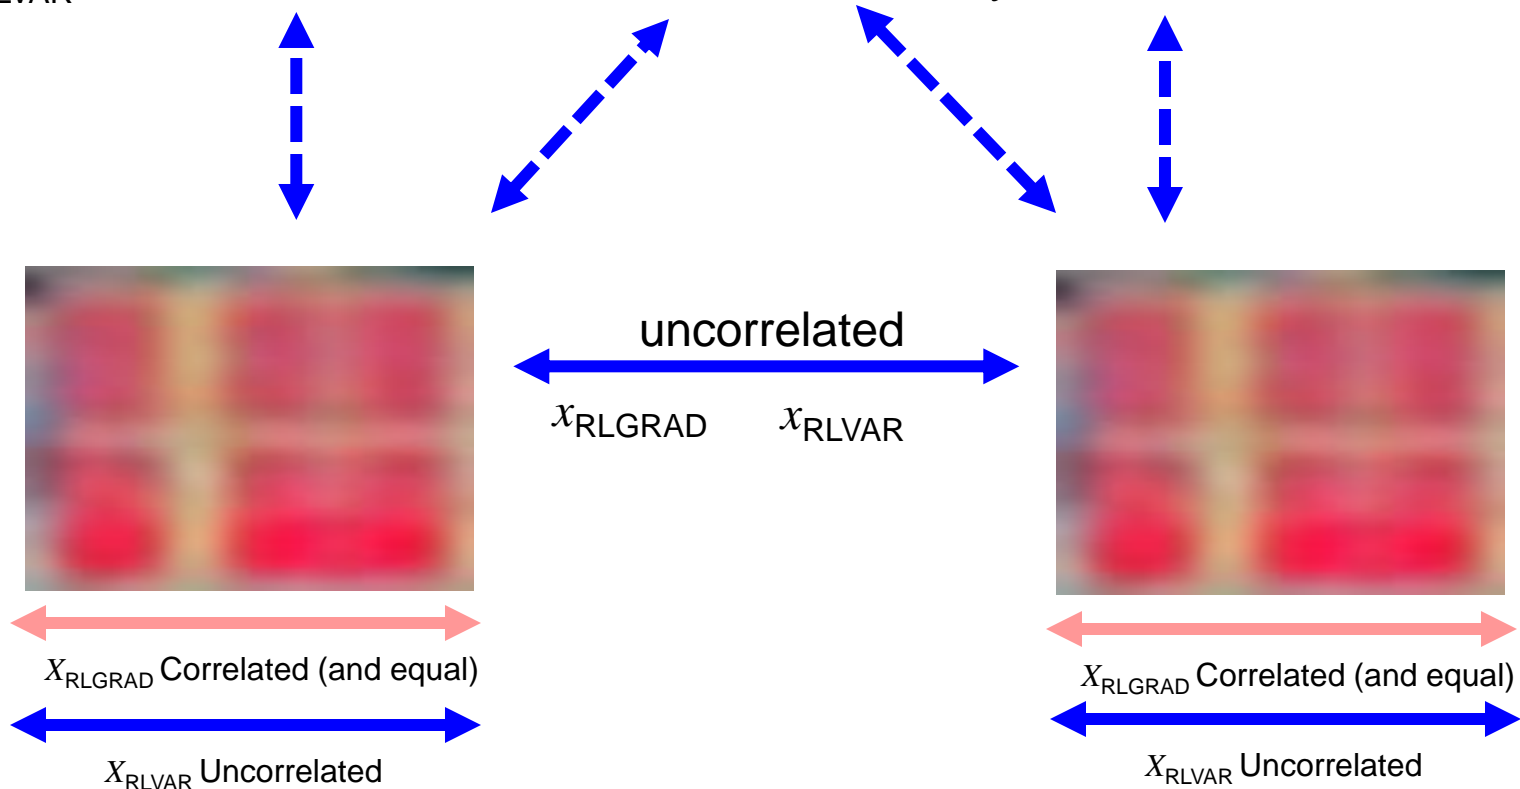 uncorrelated
xRLGRAD xRLVAR
XRLGRAD Correlated (and equal)
XRLVAR Uncorrelated
XRLGRAD Correlated (and equal)
XRLVAR Uncorrelated